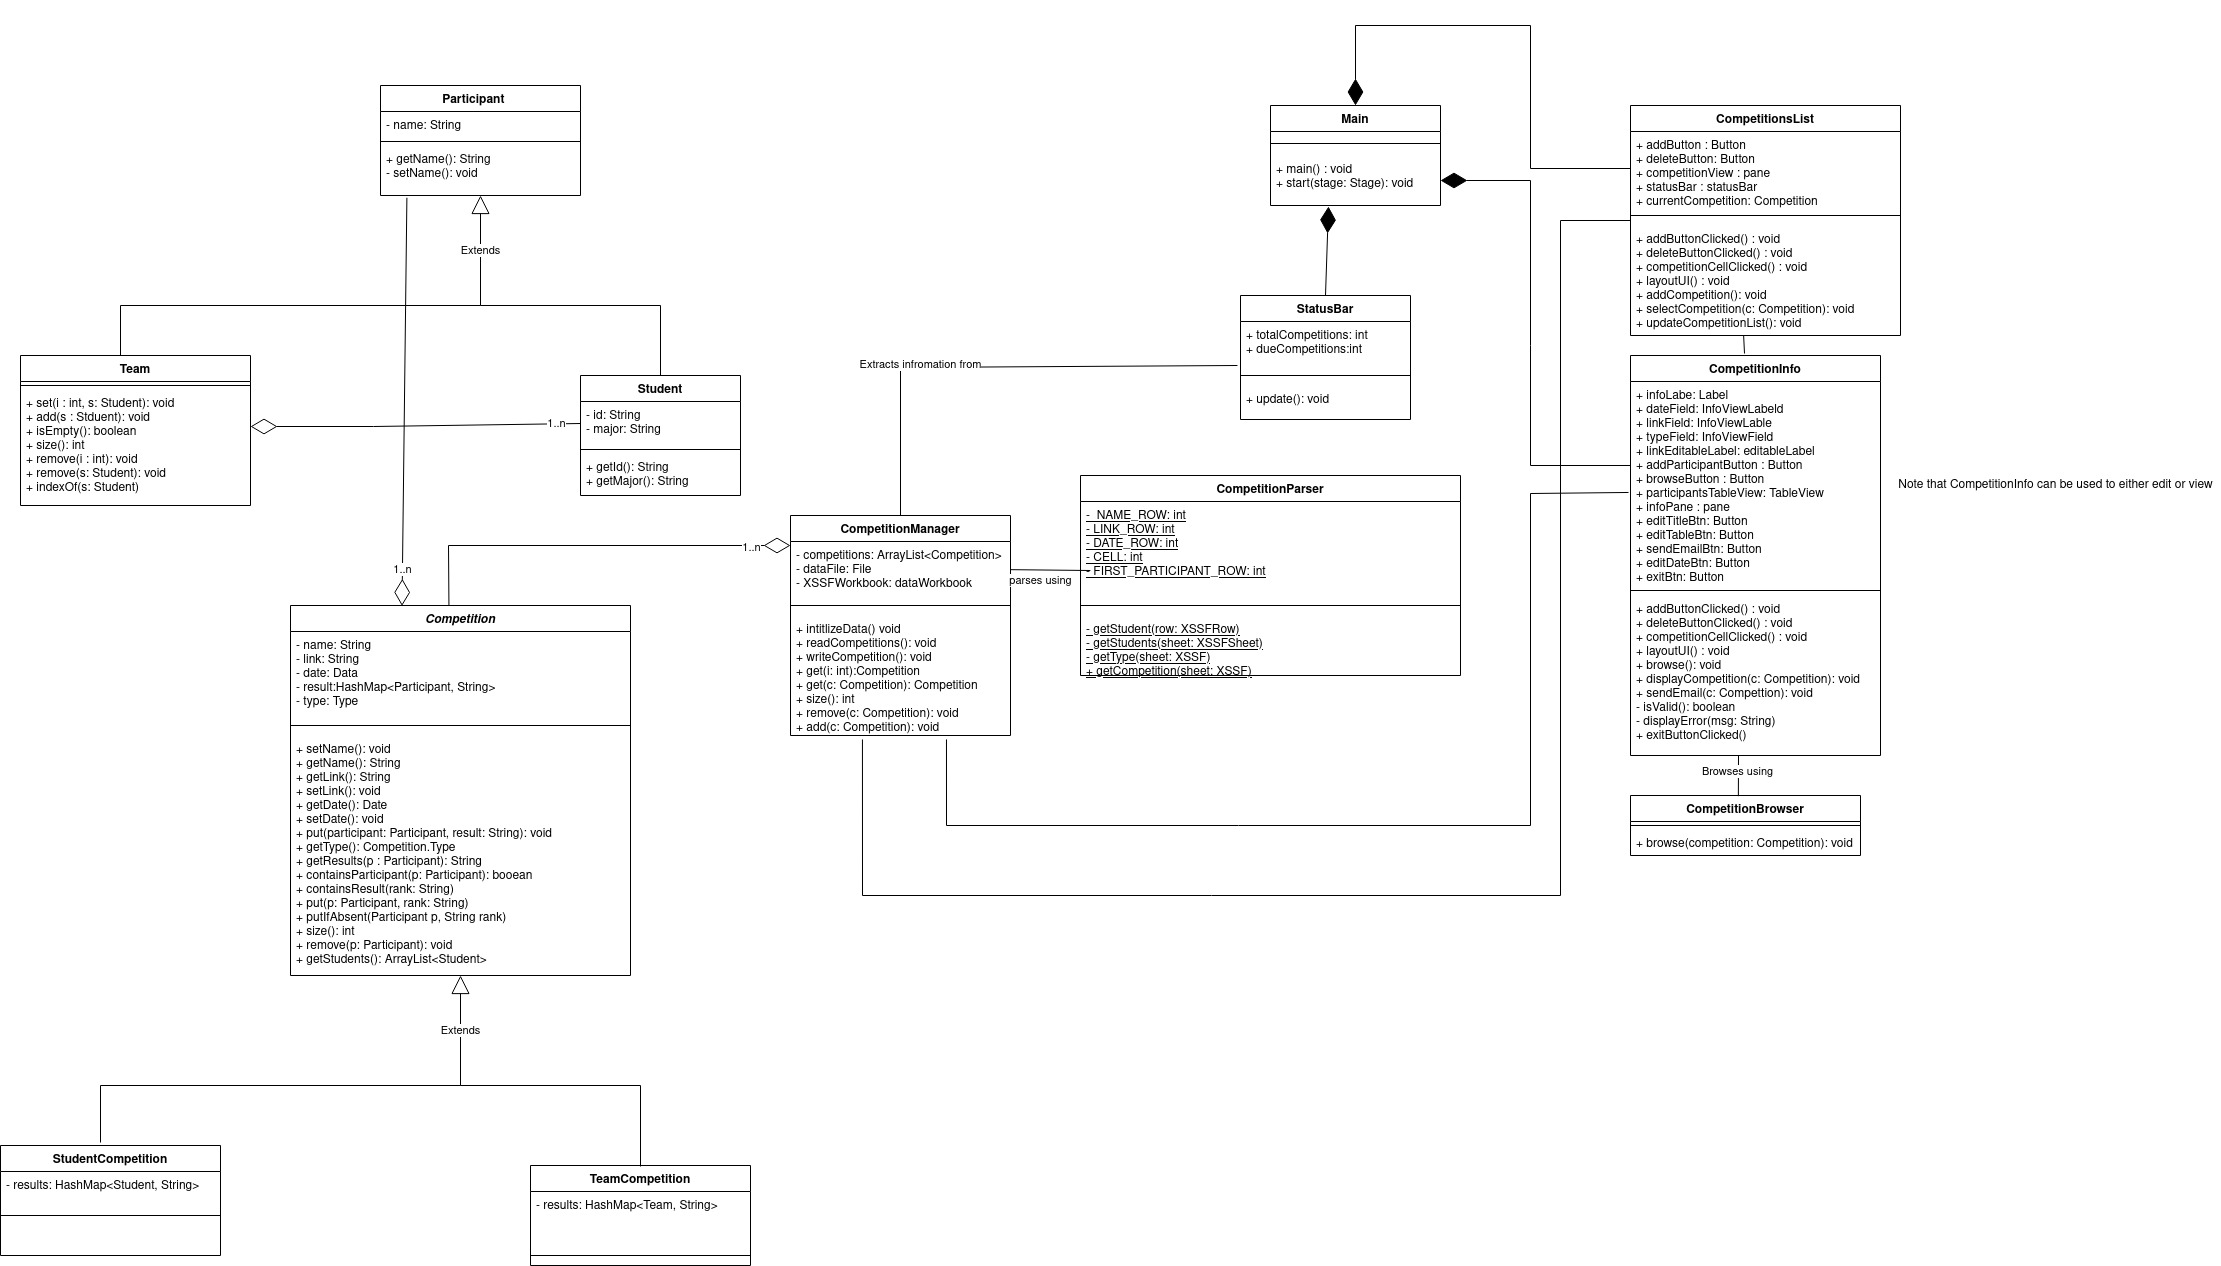 Participant
- name: String
+ getName(): String
- setName(): void
Extends
Team
+ set(i : int, s: Student): void
+ add(s : Stduent): void
+ isEmpty(): boolean
+ size(): int
+ remove(i : int): void
+ remove(s: Student): void
+ indexOf(s: Student)
1..n
Student
- id: String
- major: String
+ getId(): String
+ getMajor(): String
1..n
Competition
- name: String
- link: String
- date: Data
- result:HashMap<Participant, String>
- type: Type
+ setName(): void
+ getName(): String
+ getLink(): String
+ setLink(): void
+ getDate(): Date
+ setDate(): void
+ put(participant: Participant, result: String): void
+ getType(): Competition.Type
+ getResults(p : Participant): String
+ containsParticipant(p: Participant): booean
+ containsResult(rank: String)
+ put(p: Participant, rank: String)
+ putIfAbsent(Participant p, String rank)
+ size(): int
+ remove(p: Participant): void
+ getStudents(): ArrayList<Student>
Extends
StudentCompetition
- results: HashMap<Student, String>
TeamCompetition
- results: HashMap<Team, String>
1..n
CompetitionManager
- competitions: ArrayList<Competition>
- dataFile: File
- XSSFWorkbook: dataWorkbook
+ intitlizeData() void
+ readCompetitions(): void
+ writeCompetition(): void
+ get(i: int):Competition
+ get(c: Competition): Competition
+ size(): int
+ remove(c: Competition): void
+ add(c: Competition): void
parses using
CompetitionParser
- NAME_ROW: int
- LINK_ROW: int
- DATE_ROW: int
- CELL: int
- FIRST_PARTICIPANT_ROW: int
- getStudent(row: XSSFRow)
- getStudents(sheet: XSSFSheet)
- getType(sheet: XSSF)
+ getCompetition(sheet: XSSF)
Extracts infromation from
Main
+ main() : void
+ start(stage: Stage): void
StatusBar
+ totalCompetitions: int
+ dueCompetitions:int
+ update(): void
CompetitionsList
+ addButton : Button
+ deleteButton: Button
+ competitionView : pane
+ statusBar : statusBar
+ currentCompetition: Competition
+ addButtonClicked() : void
+ deleteButtonClicked() : void
+ competitionCellClicked() : void
+ layoutUI() : void
+ addCompetition(): void
+ selectCompetition(c: Competition): void
+ updateCompetitionList(): void
CompetitionInfo
+ infoLabe: Label
+ dateField: InfoViewLabeld
+ linkField: InfoViewLable
+ typeField: InfoViewField
+ linkEditableLabel: editableLabel
+ addParticipantButton : Button
+ browseButton : Button
+ participantsTableView: TableView
+ infoPane : pane
+ editTitleBtn: Button
+ editTableBtn: Button
+ sendEmailBtn: Button
+ editDateBtn: Button
+ exitBtn: Button
+ addButtonClicked() : void
+ deleteButtonClicked() : void
+ competitionCellClicked() : void
+ layoutUI() : void
+ browse(): void
+ displayCompetition(c: Competition): void
+ sendEmail(c: Compettion): void
- isValid(): boolean
- displayError(msg: String)
+ exitButtonClicked()
Note that CompetitionInfo can be used to either edit or view
Browses using
CompetitionBrowser
+ browse(competition: Competition): void